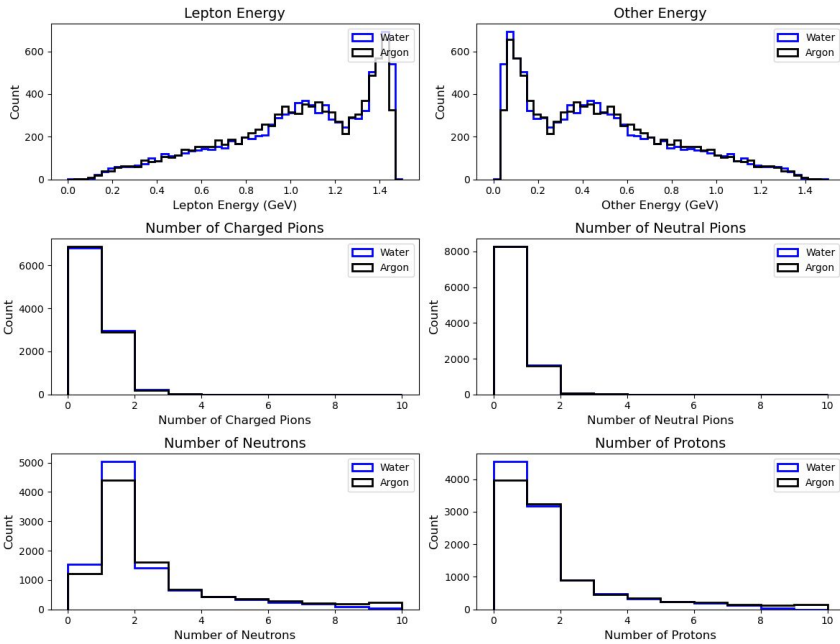 Lepton Energy
Other Energy
Count
600
400
200
0
Water
Argon
0.0 0.2 0.4 0.6 0.8 1.0 1.2 1.4
Lepton Energy (GeV)
Count
600
400
200
0
Water
Argon
0.0 0.2 0.4 0.6 0.8 1.0 1.2 1.4
Other Energy (GeV)
Number of Charged Pions
Number of Neutral Pions
Count
6000
4000
2000
0
Water
Argon
0 2 4 6 8 10
Number of Charged Pions
Count
8000
6000
4000
2000
0
Water
Argon
0 2 4 6 8 10
Number of Neutral Pions
Number of Neutrons
Number of Protons
Count
5000
4000
3000
2000
1000
0
Water
Argon
0 2 4 6 8 10
Number of Neutrons
Count
4000
3000
2000
1000
0
Water
Argon
0 2 4 6 8 10
Number of Protons